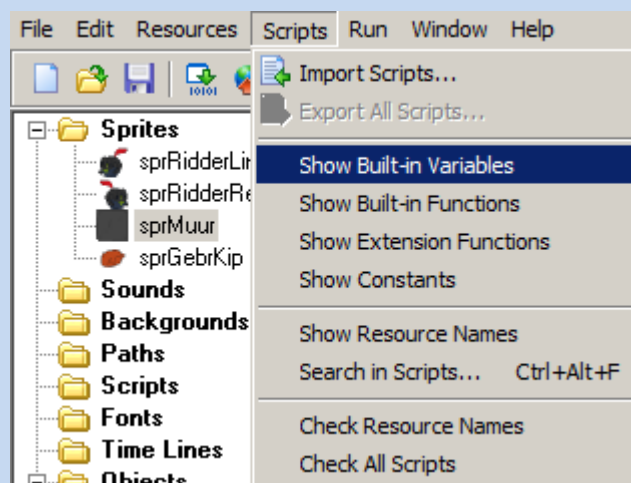 File Edit Resources Scripts Run Window Help
Import Scripts...
Export All Scripts...
Show Built-in Variables
Show Built-in Functions
Show Extension Functions
Show Constants
Show Resource Names
Search in Scripts... Ctrl+Alt+F
Check Resource Names
Check All Scripts
Sprites
sprRidderLi
sprRidderRe
sprMuur
sprGebrKip
Sounds
Backgrounds
Paths
Scripts
Fonts
Time Lines
Objects